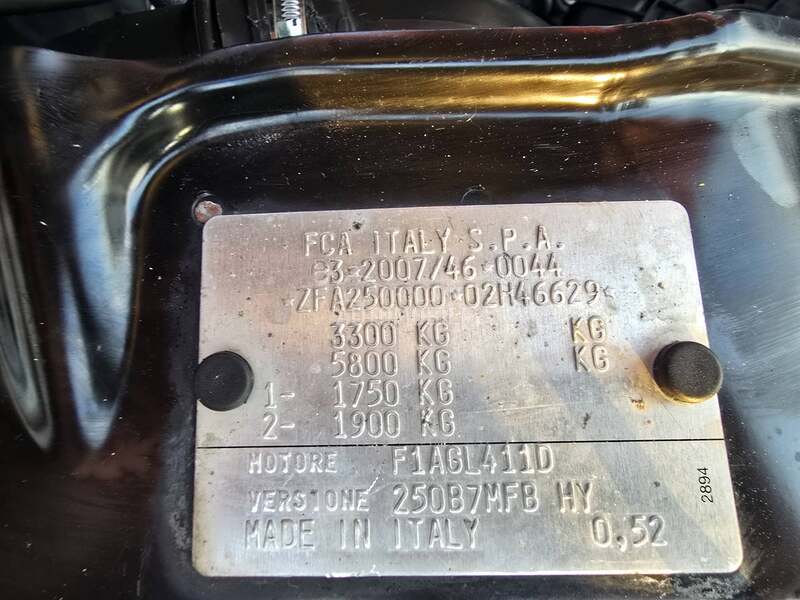 FCA ITALY S.P.A.
e3*2007/46*0044
*ZFA250000*02H46629*
3300 KG KG
5800 KG KG
1- 1750 KG
2- 1900 KG
MOTORE F1AGL411D
VERSIONE 250B7MFB HY
MADE IN ITALY 0,52
2894